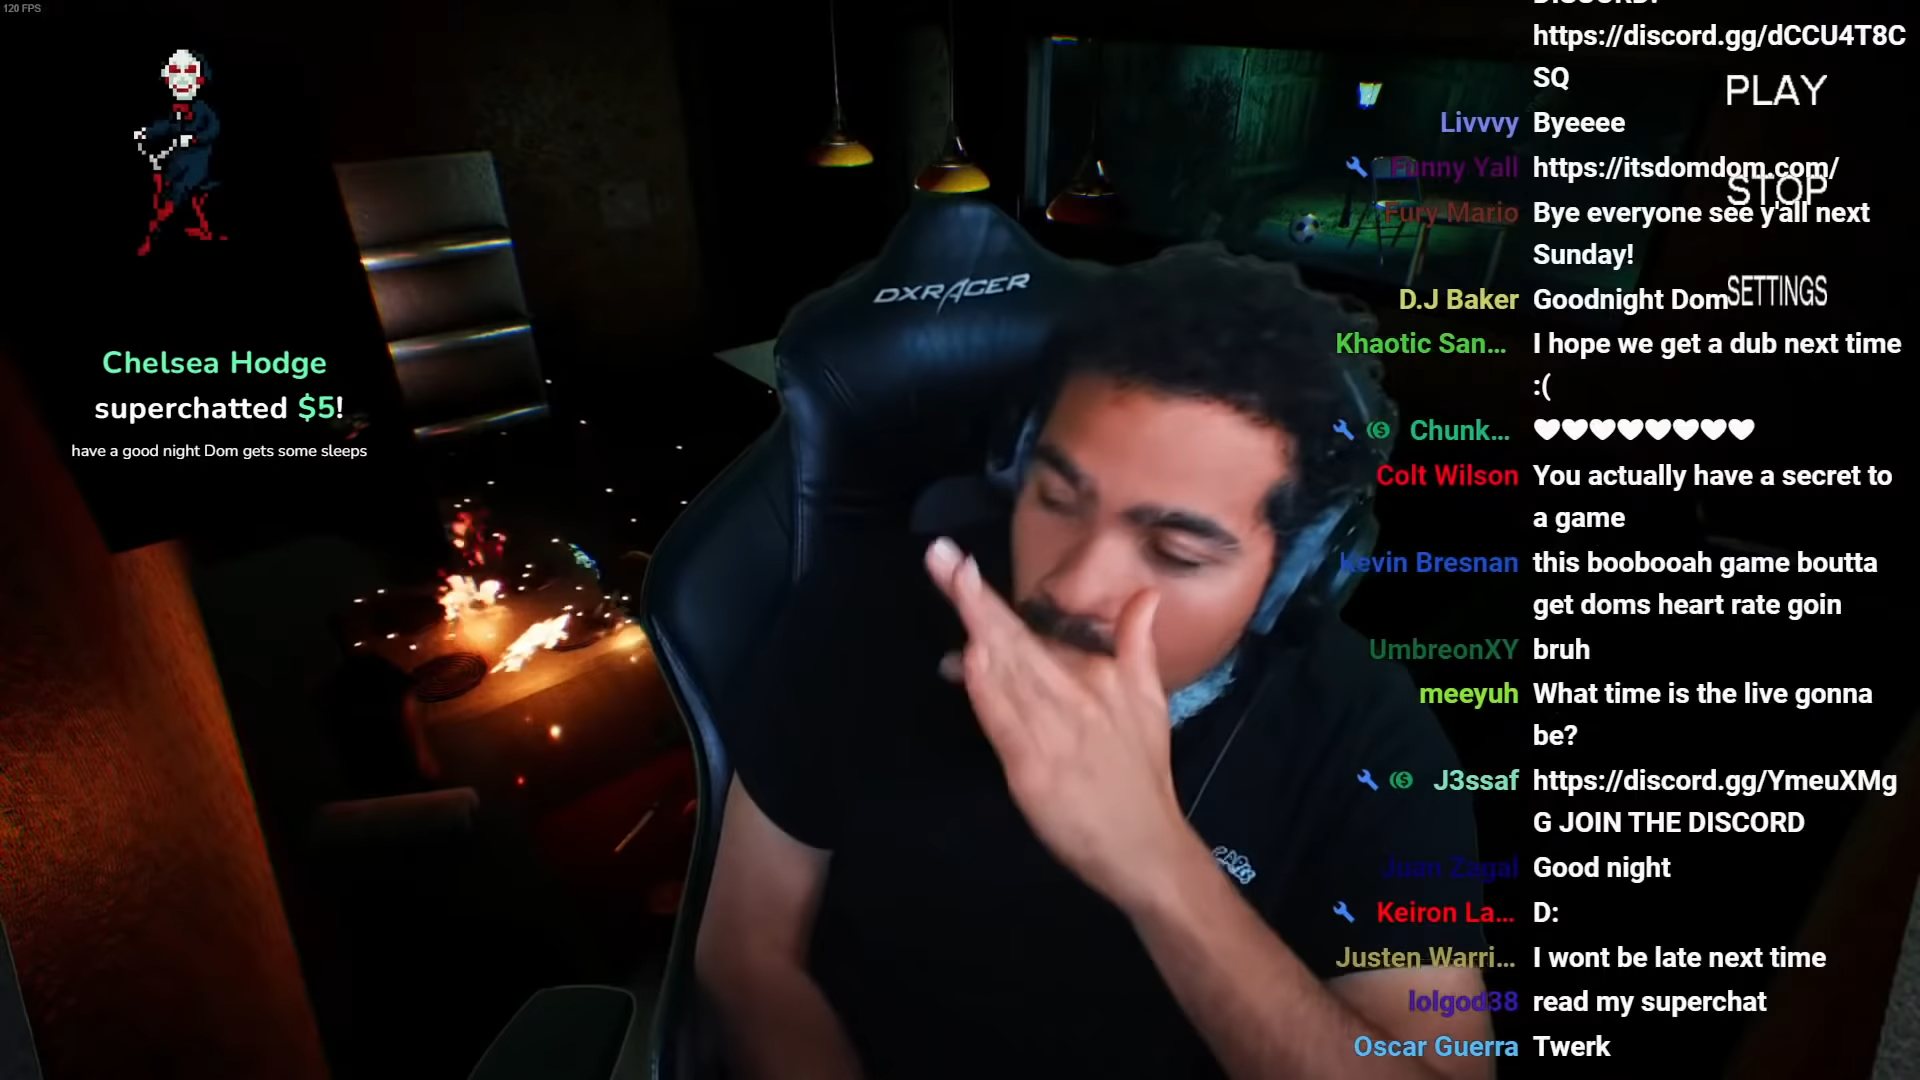 120 FPS
https://discord.gg/dCCU4T8C
SQ
PLAY
Livvvy Byeeee
Funny Yall https://itsdomdom.com/
STOP
Fury Mario Bye everyone see y'all next
Sunday!
SETTINGS
D.J Baker Goodnight Dom
Khaotic San... I hope we get a dub next time
:(
Chunk... 🤍🤍🤍🤍🤍🤍🤍🤍
Colt Wilson You actually have a secret to
a game
Kevin Bresnan this boobooah game boutta
get doms heart rate goin
UmbreonXY bruh
meeyuh What time is the live gonna
be?
J3ssaf https://discord.gg/YmeuXMg
G JOIN THE DISCORD
Juan Zagal Good night
Keiron La... D:
Justen Warri... I wont be late next time
lolgod38 read my superchat
Oscar Guerra Twerk
Chelsea Hodge
superchatted $5!
have a good night Dom gets some sleeps
DXRACER